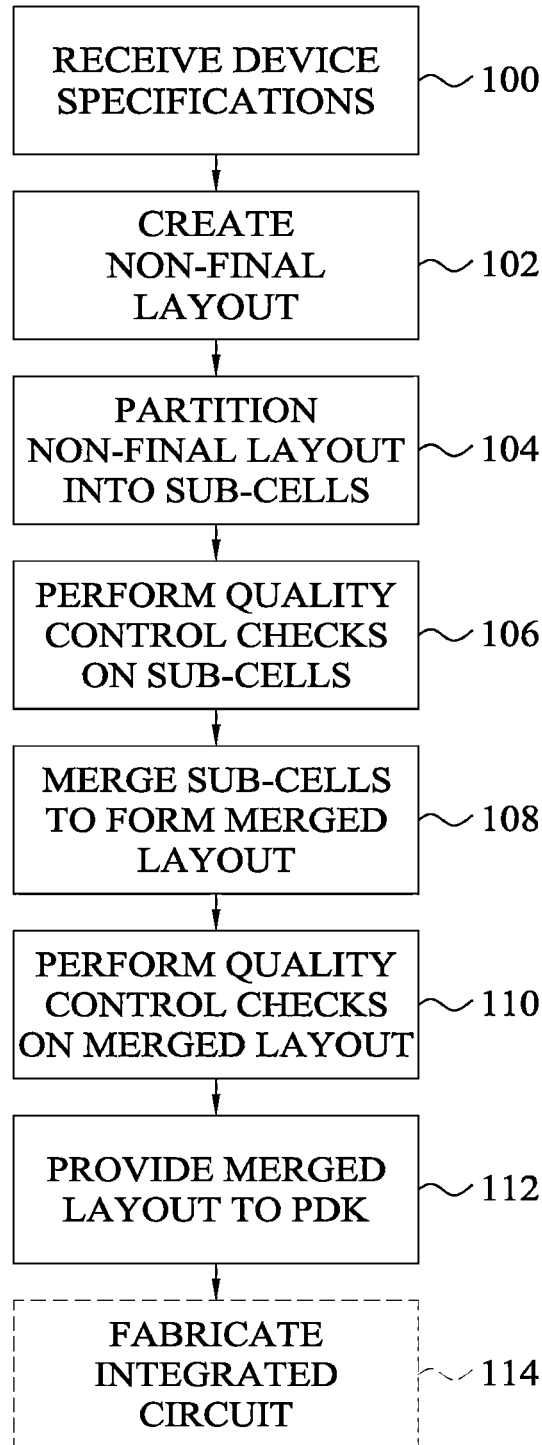 RECEIVE DEVICE
SPECIFICATIONS
100
CREATE
NON-FINAL
LAYOUT
102
PARTITION
NON-FINAL LAYOUT
INTO SUB-CELLS
104
PERFORM QUALITY
CONTROL CHECKS
ON SUB-CELLS
106
MERGE SUB-CELLS
TO FORM MERGED
LAYOUT
108
PERFORM QUALITY
CONTROL CHECKS
ON MERGED LAYOUT
110
PROVIDE MERGED
LAYOUT TO PDK
112
FABRICATE
INTEGRATED
CIRCUIT
114